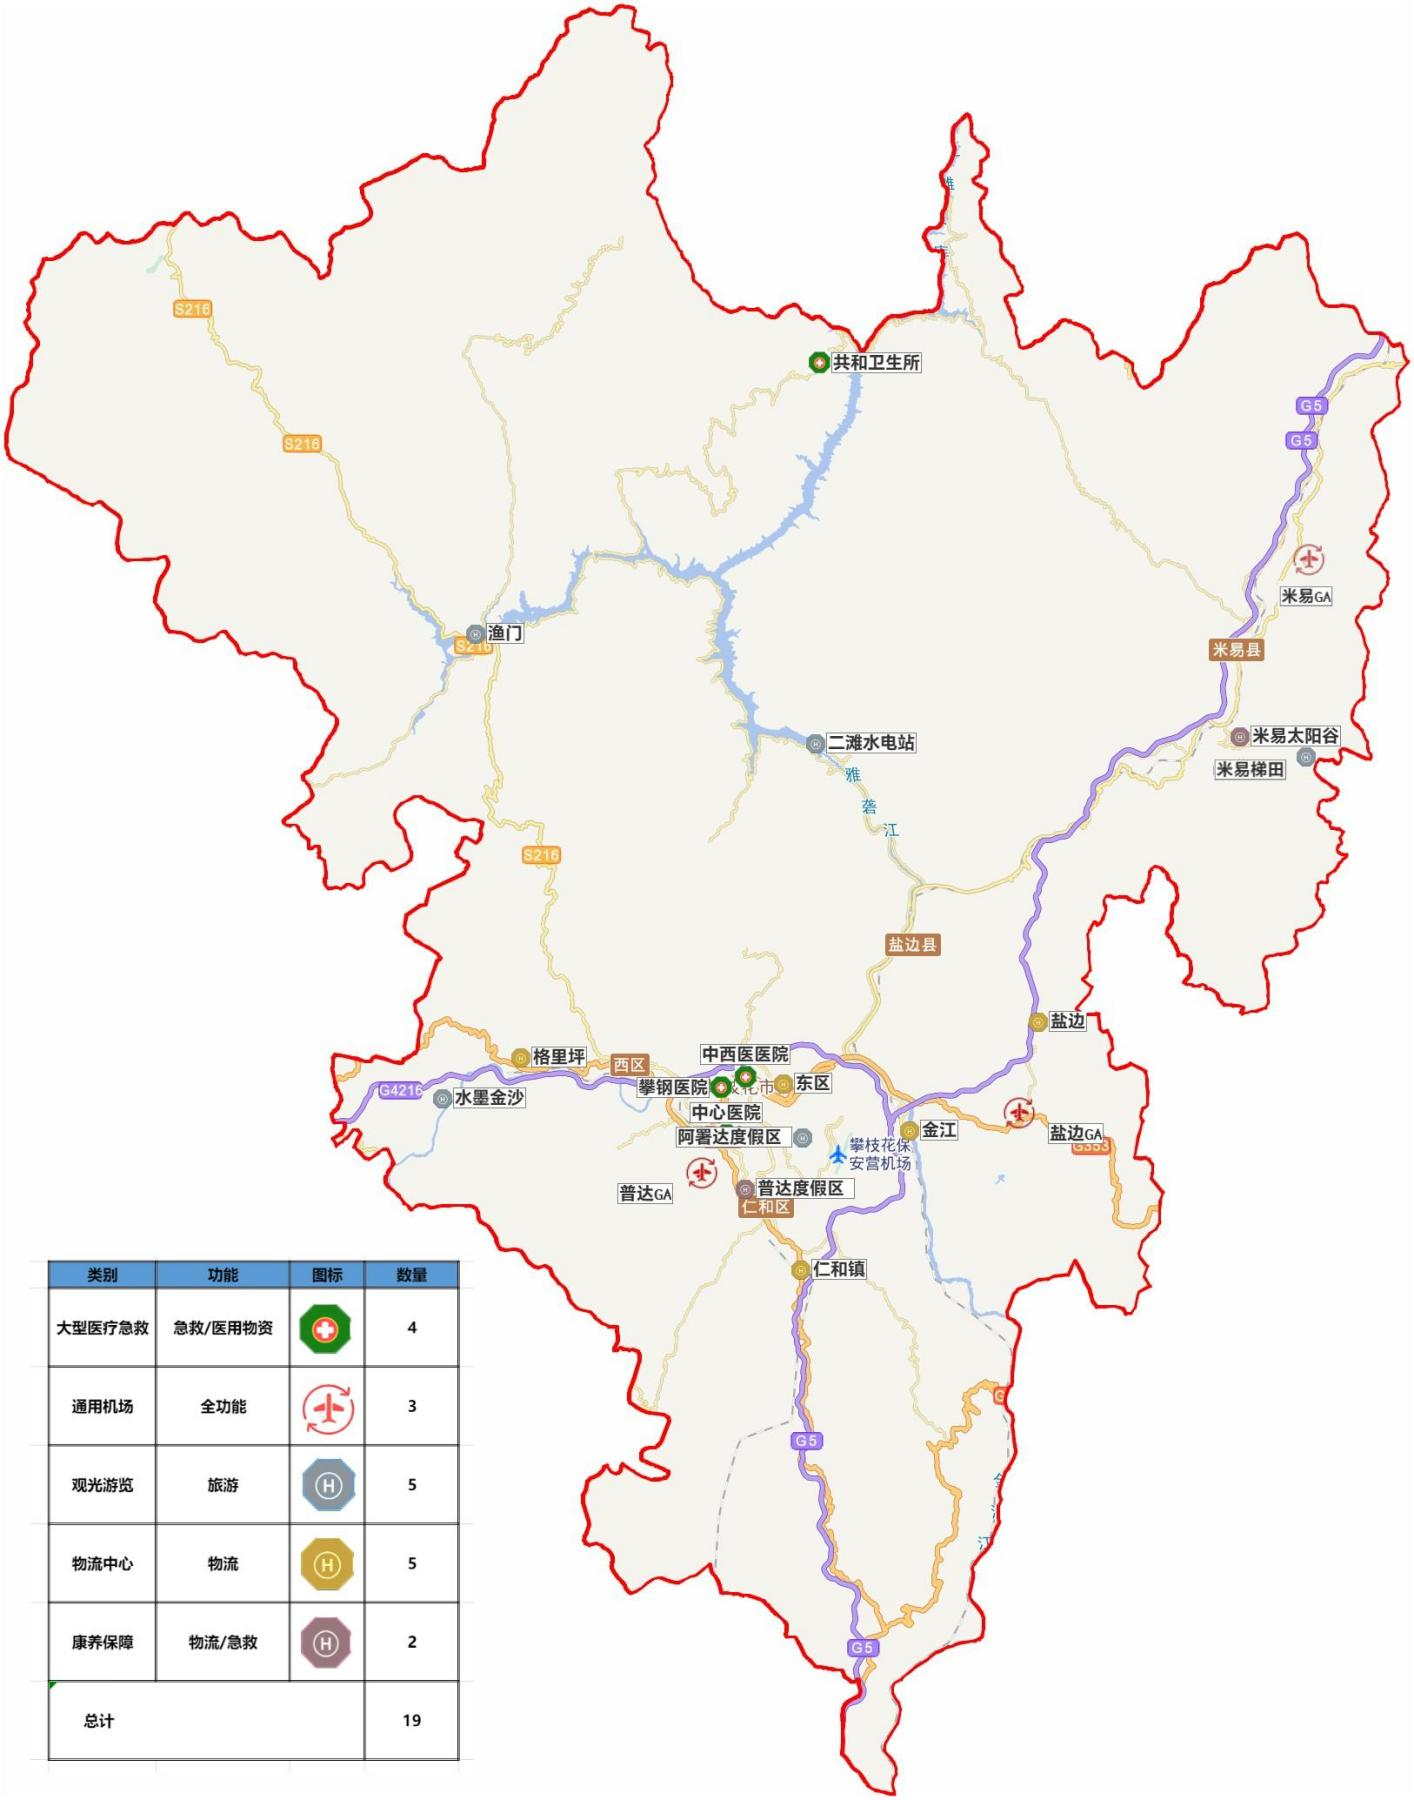 雅
S216
共和卫生所
G5
G5
S216
米易GA
渔门
S216
米易县
米易太阳谷
二滩水电站
米易梯田
雅
砻
江
S216
盐边县
盐边
中西医医院
格里坪
西区
攀钢医院
枝花市
东区
G4216
水墨金沙
中心医院
金江
阿署达度假区
盐边GA
G353
攀枝花保
安营机场
普达GA
普达度假区
仁和区
仁和镇
类别 功能 图标 数量
大型医疗急救 急救/医用物资 4
通用机场 全功能 3
观光游览 旅游 H 5
物流中心 物流 H 5
康养保障 物流/急救 H 2
总计 19
G5
江
G5